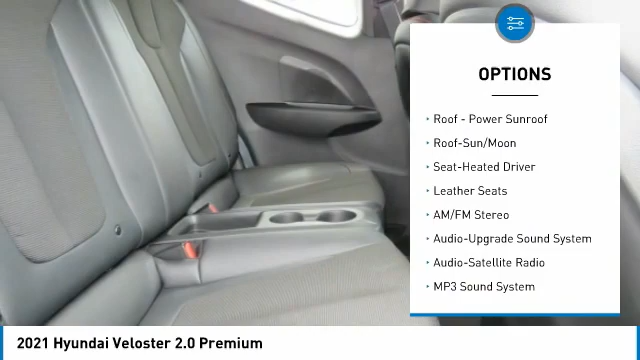 OPTIONS
• Roof - Power Sunroof
• Roof-Sun/Moon
• Seat-Heated Driver
• Leather Seats
• AM/FM Stereo
• Audio-Upgrade Sound System
• Audio-Satellite Radio
• MP3 Sound System
2021 Hyundai Veloster 2.0 Premium